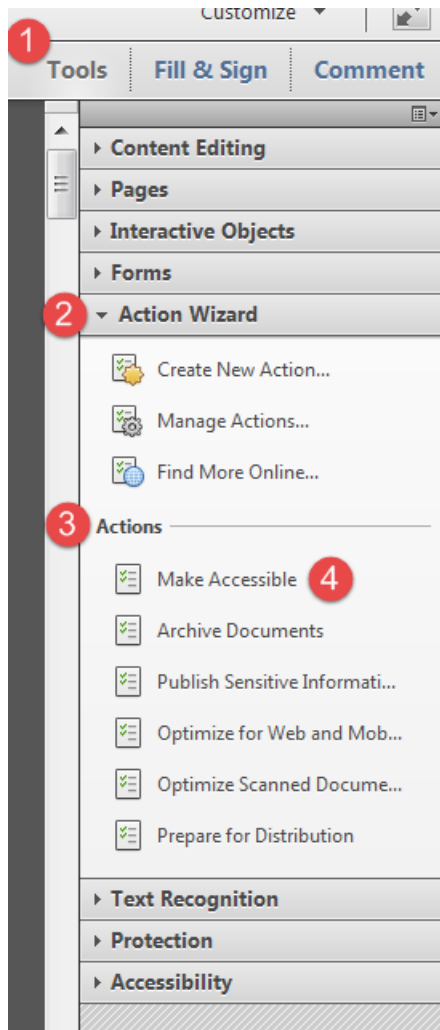 Customize
1
Tools Fill & Sign Comment
Content Editing
Pages
Interactive Objects
Forms
2 Action Wizard
Create New Action...
Manage Actions...
Find More Online...
3 Actions
Make Accessible 4
Archive Documents
Publish Sensitive Informati...
Optimize for Web and Mob...
Optimize Scanned Docume...
Prepare for Distribution
Text Recognition
Protection
Accessibility